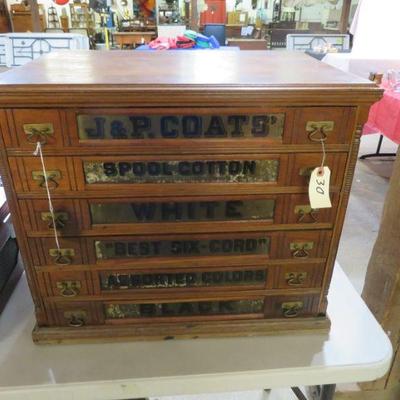 J. & P. COATS'
SPOOL COTTON
WHITE
"BEST SIX-CORD"
ASSORTED COLORS
BLACK
30